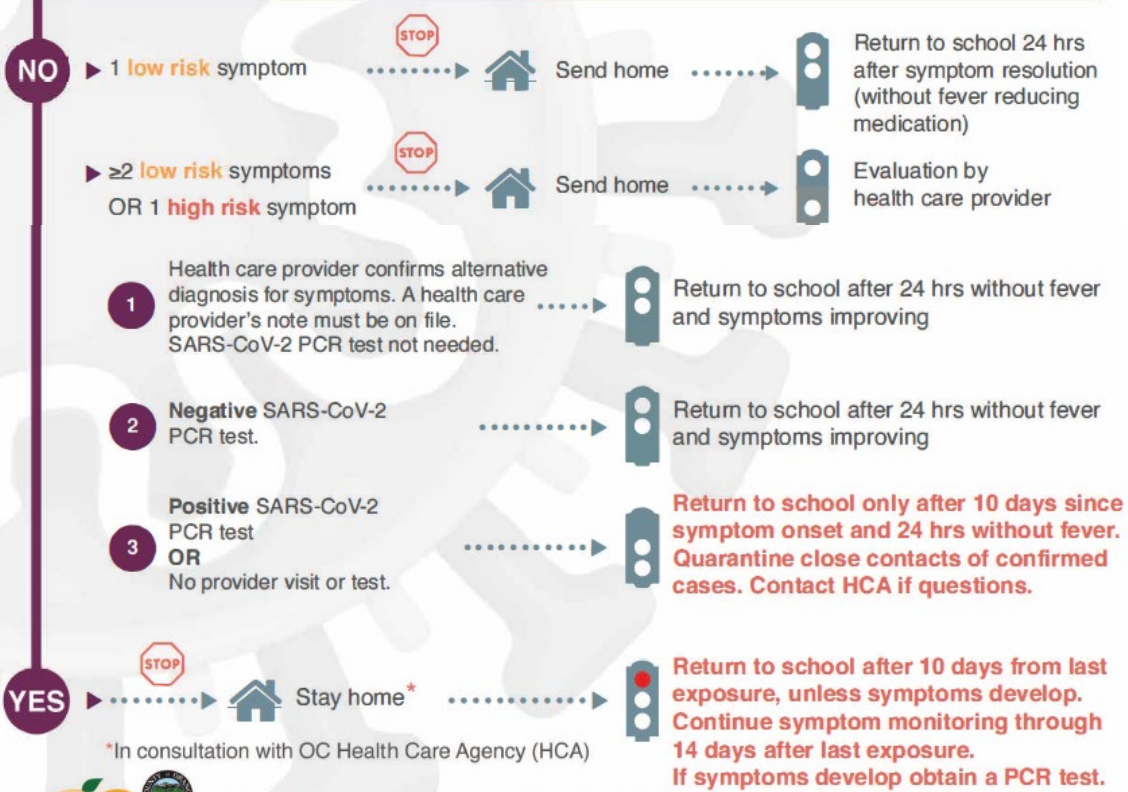 NO
▶ 1 low risk symptom
STOP
Send home
Return to school 24 hrs
after symptom resolution
(without fever reducing
medication)
▶ ≥2 low risk symptoms
OR 1 high risk symptom
STOP
Send home
Evaluation by
health care provider
1
Health care provider confirms alternative
diagnosis for symptoms. A health care
provider's note must be on file.
SARS-CoV-2 PCR test not needed.
Return to school after 24 hrs without fever
and symptoms improving
2
Negative SARS-CoV-2
PCR test.
Return to school after 24 hrs without fever
and symptoms improving
3
Positive SARS-CoV-2
PCR test
OR
No provider visit or test.
Return to school only after 10 days since
symptom onset and 24 hrs without fever.
Quarantine close contacts of confirmed
cases. Contact HCA if questions.
YES
STOP
Stay home*
Return to school after 10 days from last
exposure, unless symptoms develop.
Continue symptom monitoring through
14 days after last exposure.
If symptoms develop obtain a PCR test.
*In consultation with OC Health Care Agency (HCA)